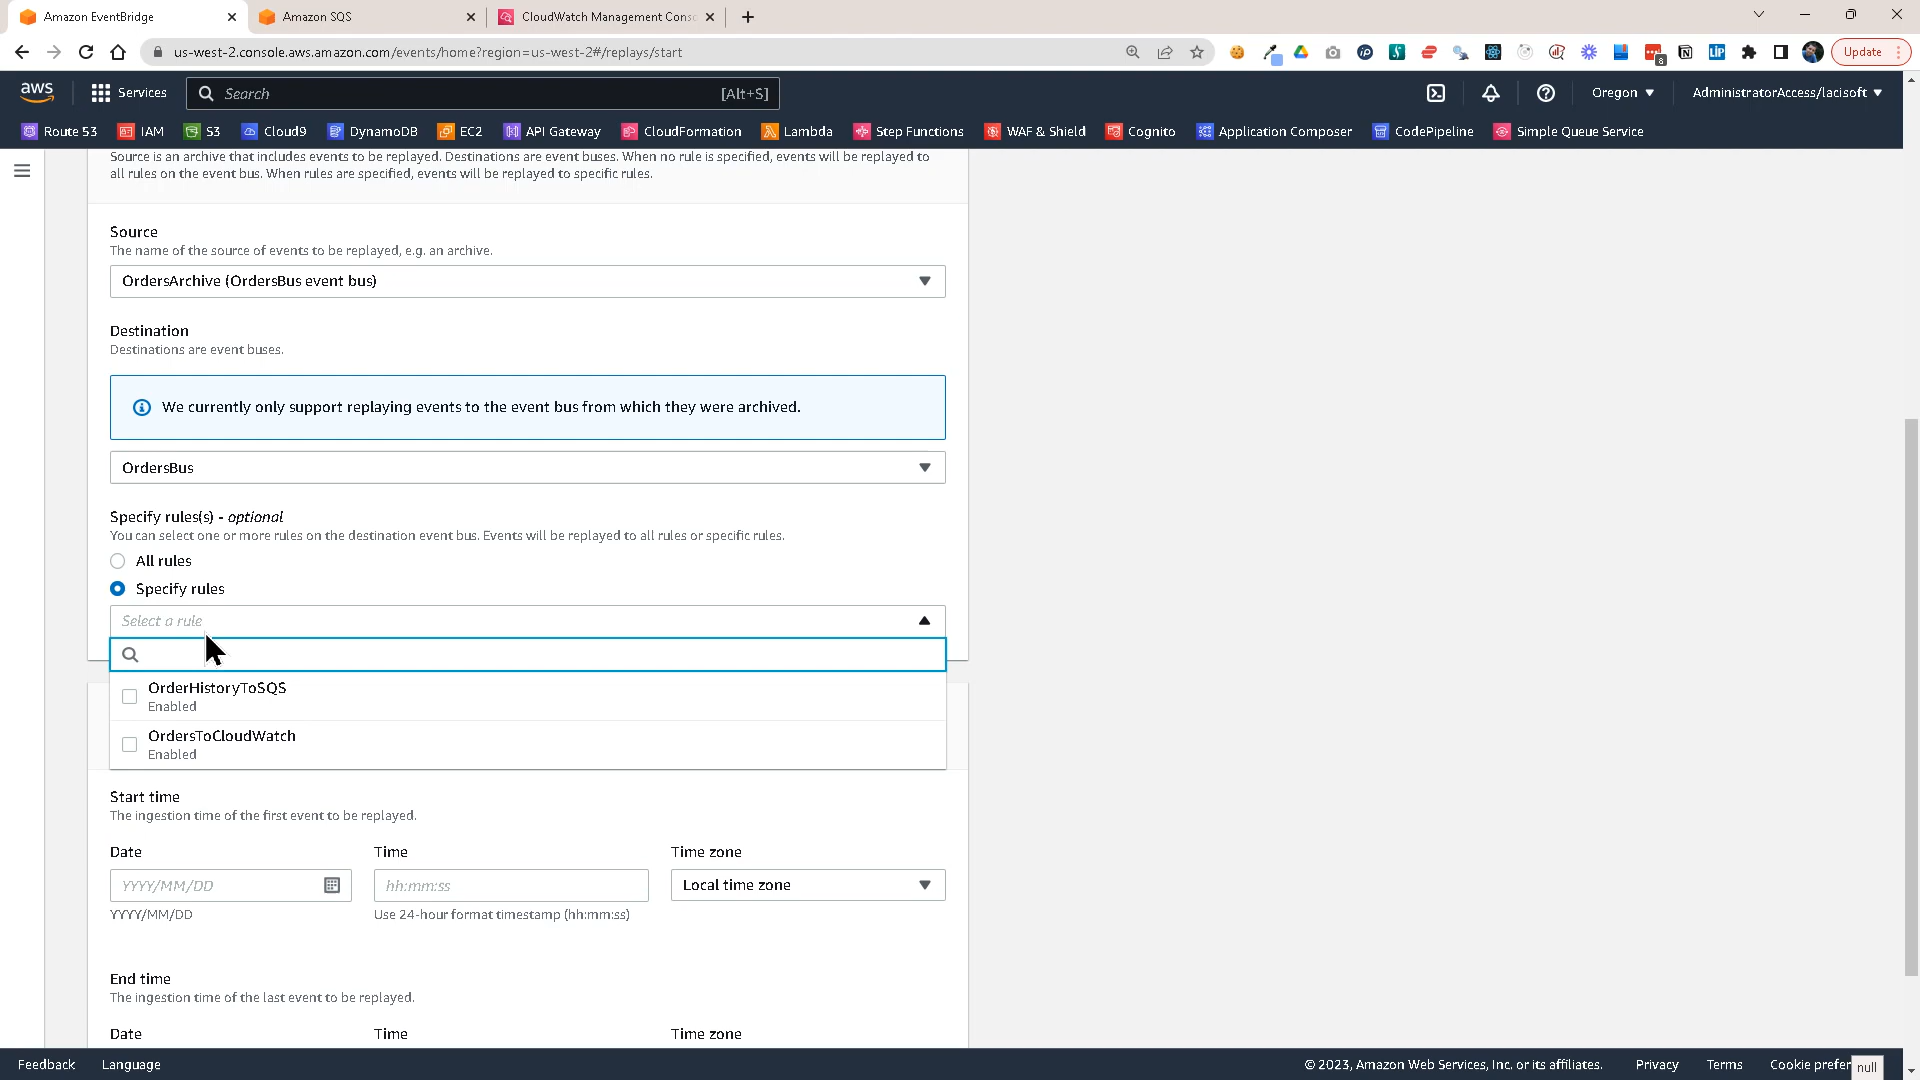 Amazon EventBridge
Amazon SQS
CloudWatch Management Consc
us-west-2.console.aws.amazon.com/events/home?region=us-west-2#/replays/start
Update
aws
Services
Search
[Alt+S]
Oregon
AdministratorAccess/lacisoft
Route 53
IAM
S3
Cloud9
DynamoDB
EC2
API Gateway
CloudFormation
Lambda
Step Functions
WAF & Shield
Cognito
Application Composer
CodePipeline
Simple Queue Service
Source is an archive that includes events to be replayed. Destinations are event buses. When no rule is specified, events will be replayed to
all rules on the event bus. When rules are specified, events will be replayed to specific rules.
Source
The name of the source of events to be replayed, e.g. an archive.
OrdersArchive (OrdersBus event bus)
Destination
Destinations are event buses.
We currently only support replaying events to the event bus from which they were archived.
OrdersBus
Specify rules(s) - optional
You can select one or more rules on the destination event bus. Events will be replayed to all rules or specific rules.
All rules
Specify rules
Select a rule
OrderHistoryToSQS
Enabled
OrdersToCloudWatch
Enabled
Start time
The ingestion time of the first event to be replayed.
Date
Time
Time zone
YYYY/MM/DD
hh:mm:ss
Local time zone
YYYY/MM/DD
Use 24-hour format timestamp (hh:mm:ss)
End time
The ingestion time of the last event to be replayed.
Date
Time
Time zone
Feedback
Language
© 2023, Amazon Web Services, Inc. or its affiliates.
Privacy
Terms
Cookie prefer
null